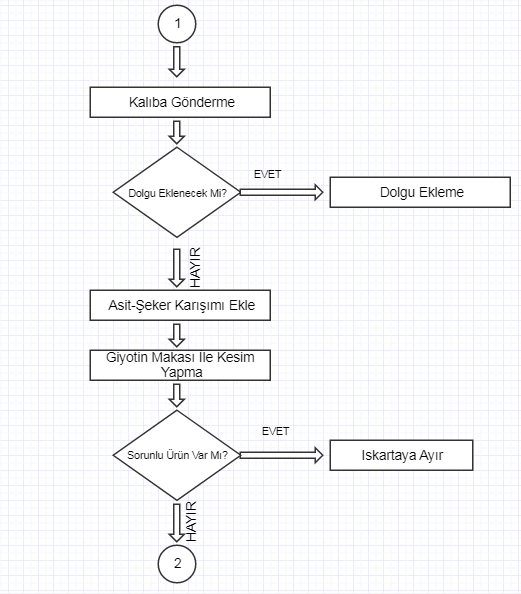 1
Kalıba Gönderme
Dolgu Eklenecek Mi?
EVET
Dolgu Ekleme
HAYIR
Asit-Şeker Karışımı Ekle
Giyotin Makası Ile Kesim
Yapma
Sorunlu Ürün Var Mı?
EVET
Iskartaya Ayır
HAYIR
2